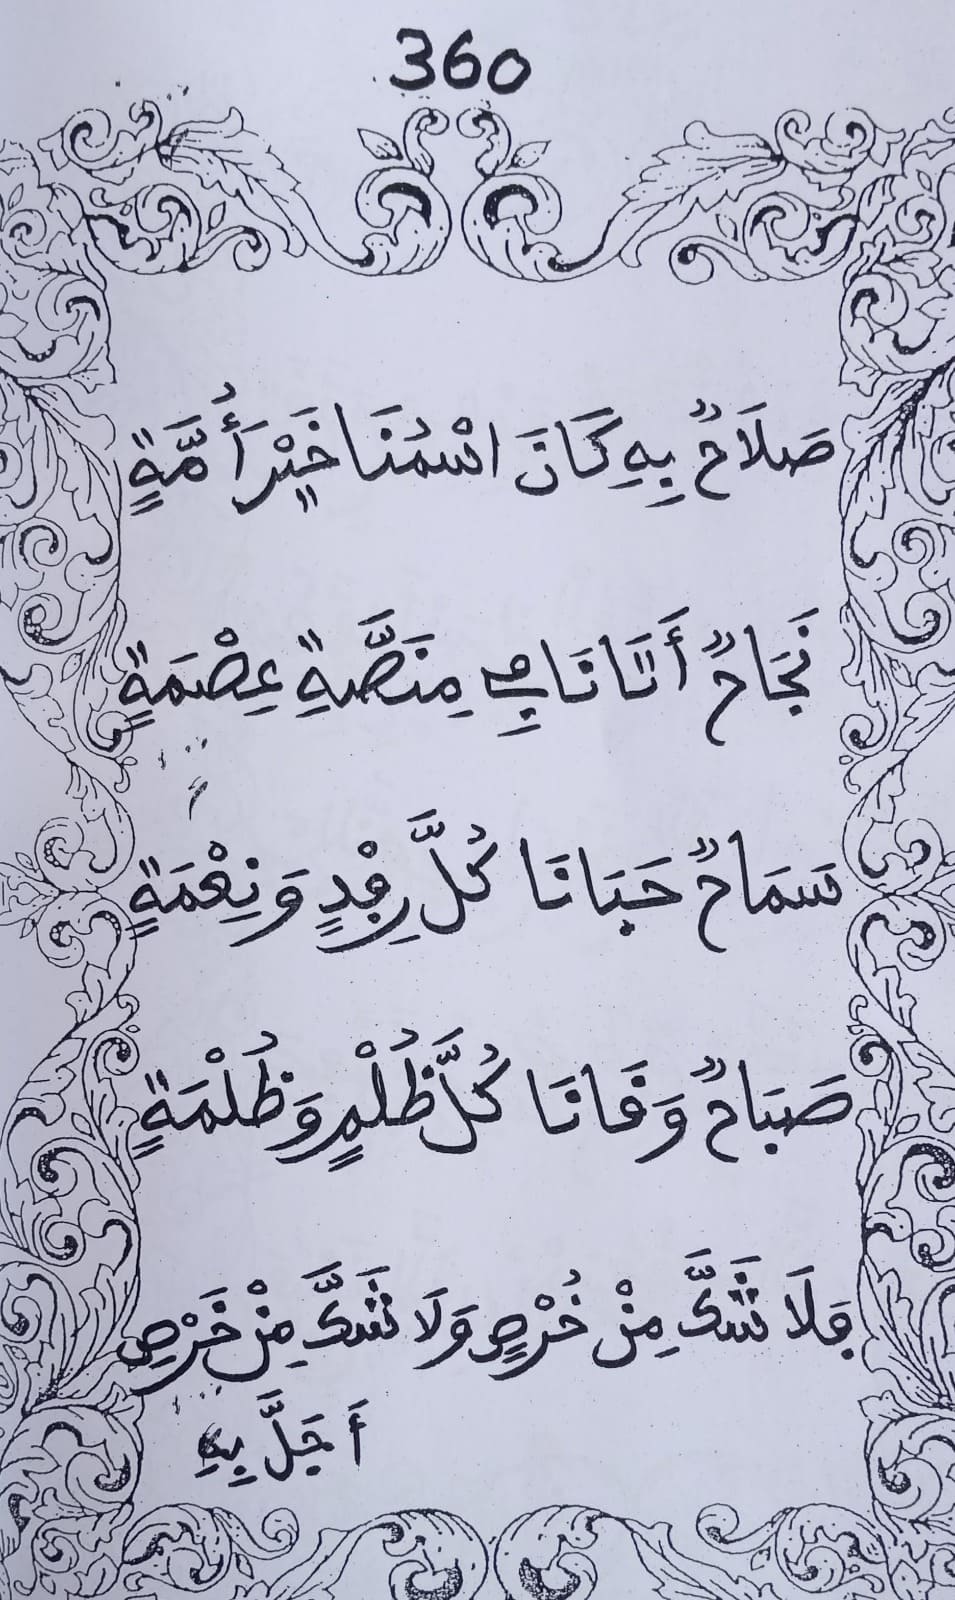 360
صَلَاحٌ بِهِ كَانَ اسْمُنَا خَيْرَ أُمَّةٍ
نَجَاحٌ أَتَانَا فِي مِنَصَّةِ عِصْمَةٍ
سَمَاحٌ حَبَانَا كُلَّ رِفْدٍ وَنِعْمَةٍ
صَبَاحٌ وَقَانَا كُلَّ ظُلْمٍ وَظُلْمَةٍ
فَلَا شَكَّ مِنْ خُرْصٍ وَلَا شَكَّ مِنْ خَرْصِ
أَجَلَّ بِهِ